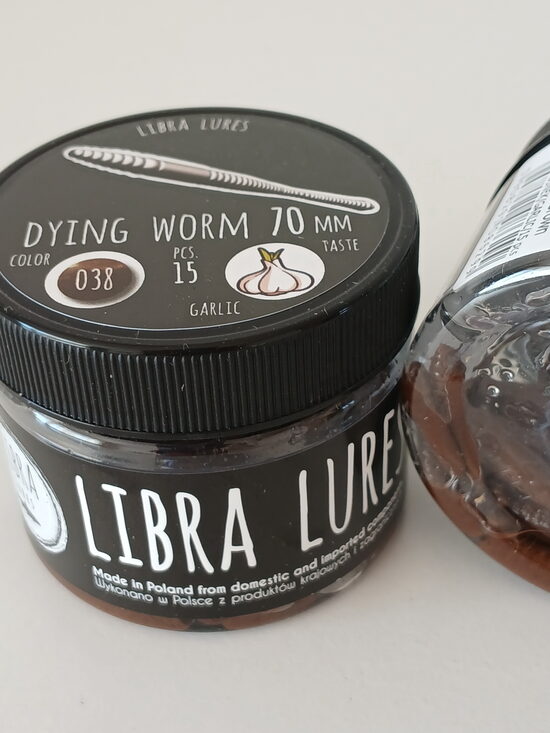 LIBRA LURES
DYING WORM 70 MM
COLOR
038
PCS.
15
TASTE
GARLIC
LIBRA LURES
Made in Poland from domestic and imported
Wykonano w Polsce z produktów krajowych i